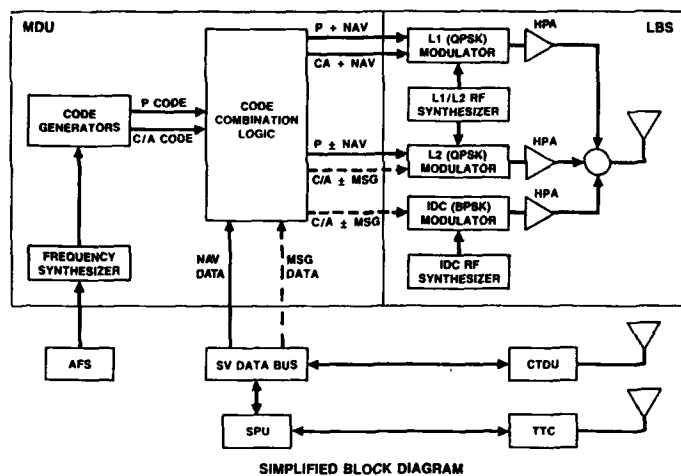 MDU
LBS
P + NAV
CA + NAV
L1 (QPSK)
MODULATOR
HPA
CODE
GENERATORS
P CODE
C/A CODE
CODE
COMBINATION
LOGIC
L1/L2 RF
SYNTHESIZER
P ± NAV
C/A ± MSG
L2 (QPSK)
MODULATOR
HPA
C/A ± MSG
IDC (BPSK)
MODULATOR
HPA
FREQUENCY
SYNTHESIZER
NAV
DATA
MSG
DATA
IDC RF
SYNTHESIZER
AFS
SV DATA BUS
CTDU
SPU
TTC
SIMPLIFIED BLOCK DIAGRAM